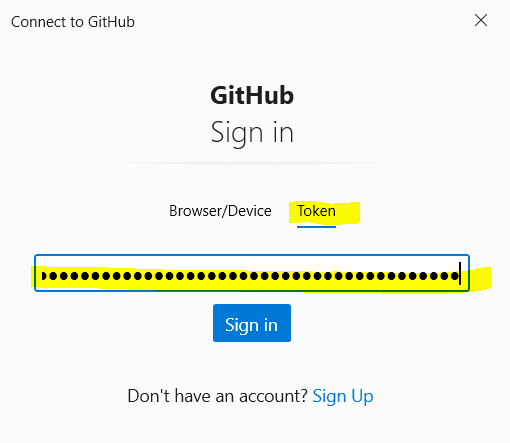 Connect to GitHub
GitHub
Sign in
Browser/Device Token
Sign in
Don't have an account? Sign Up